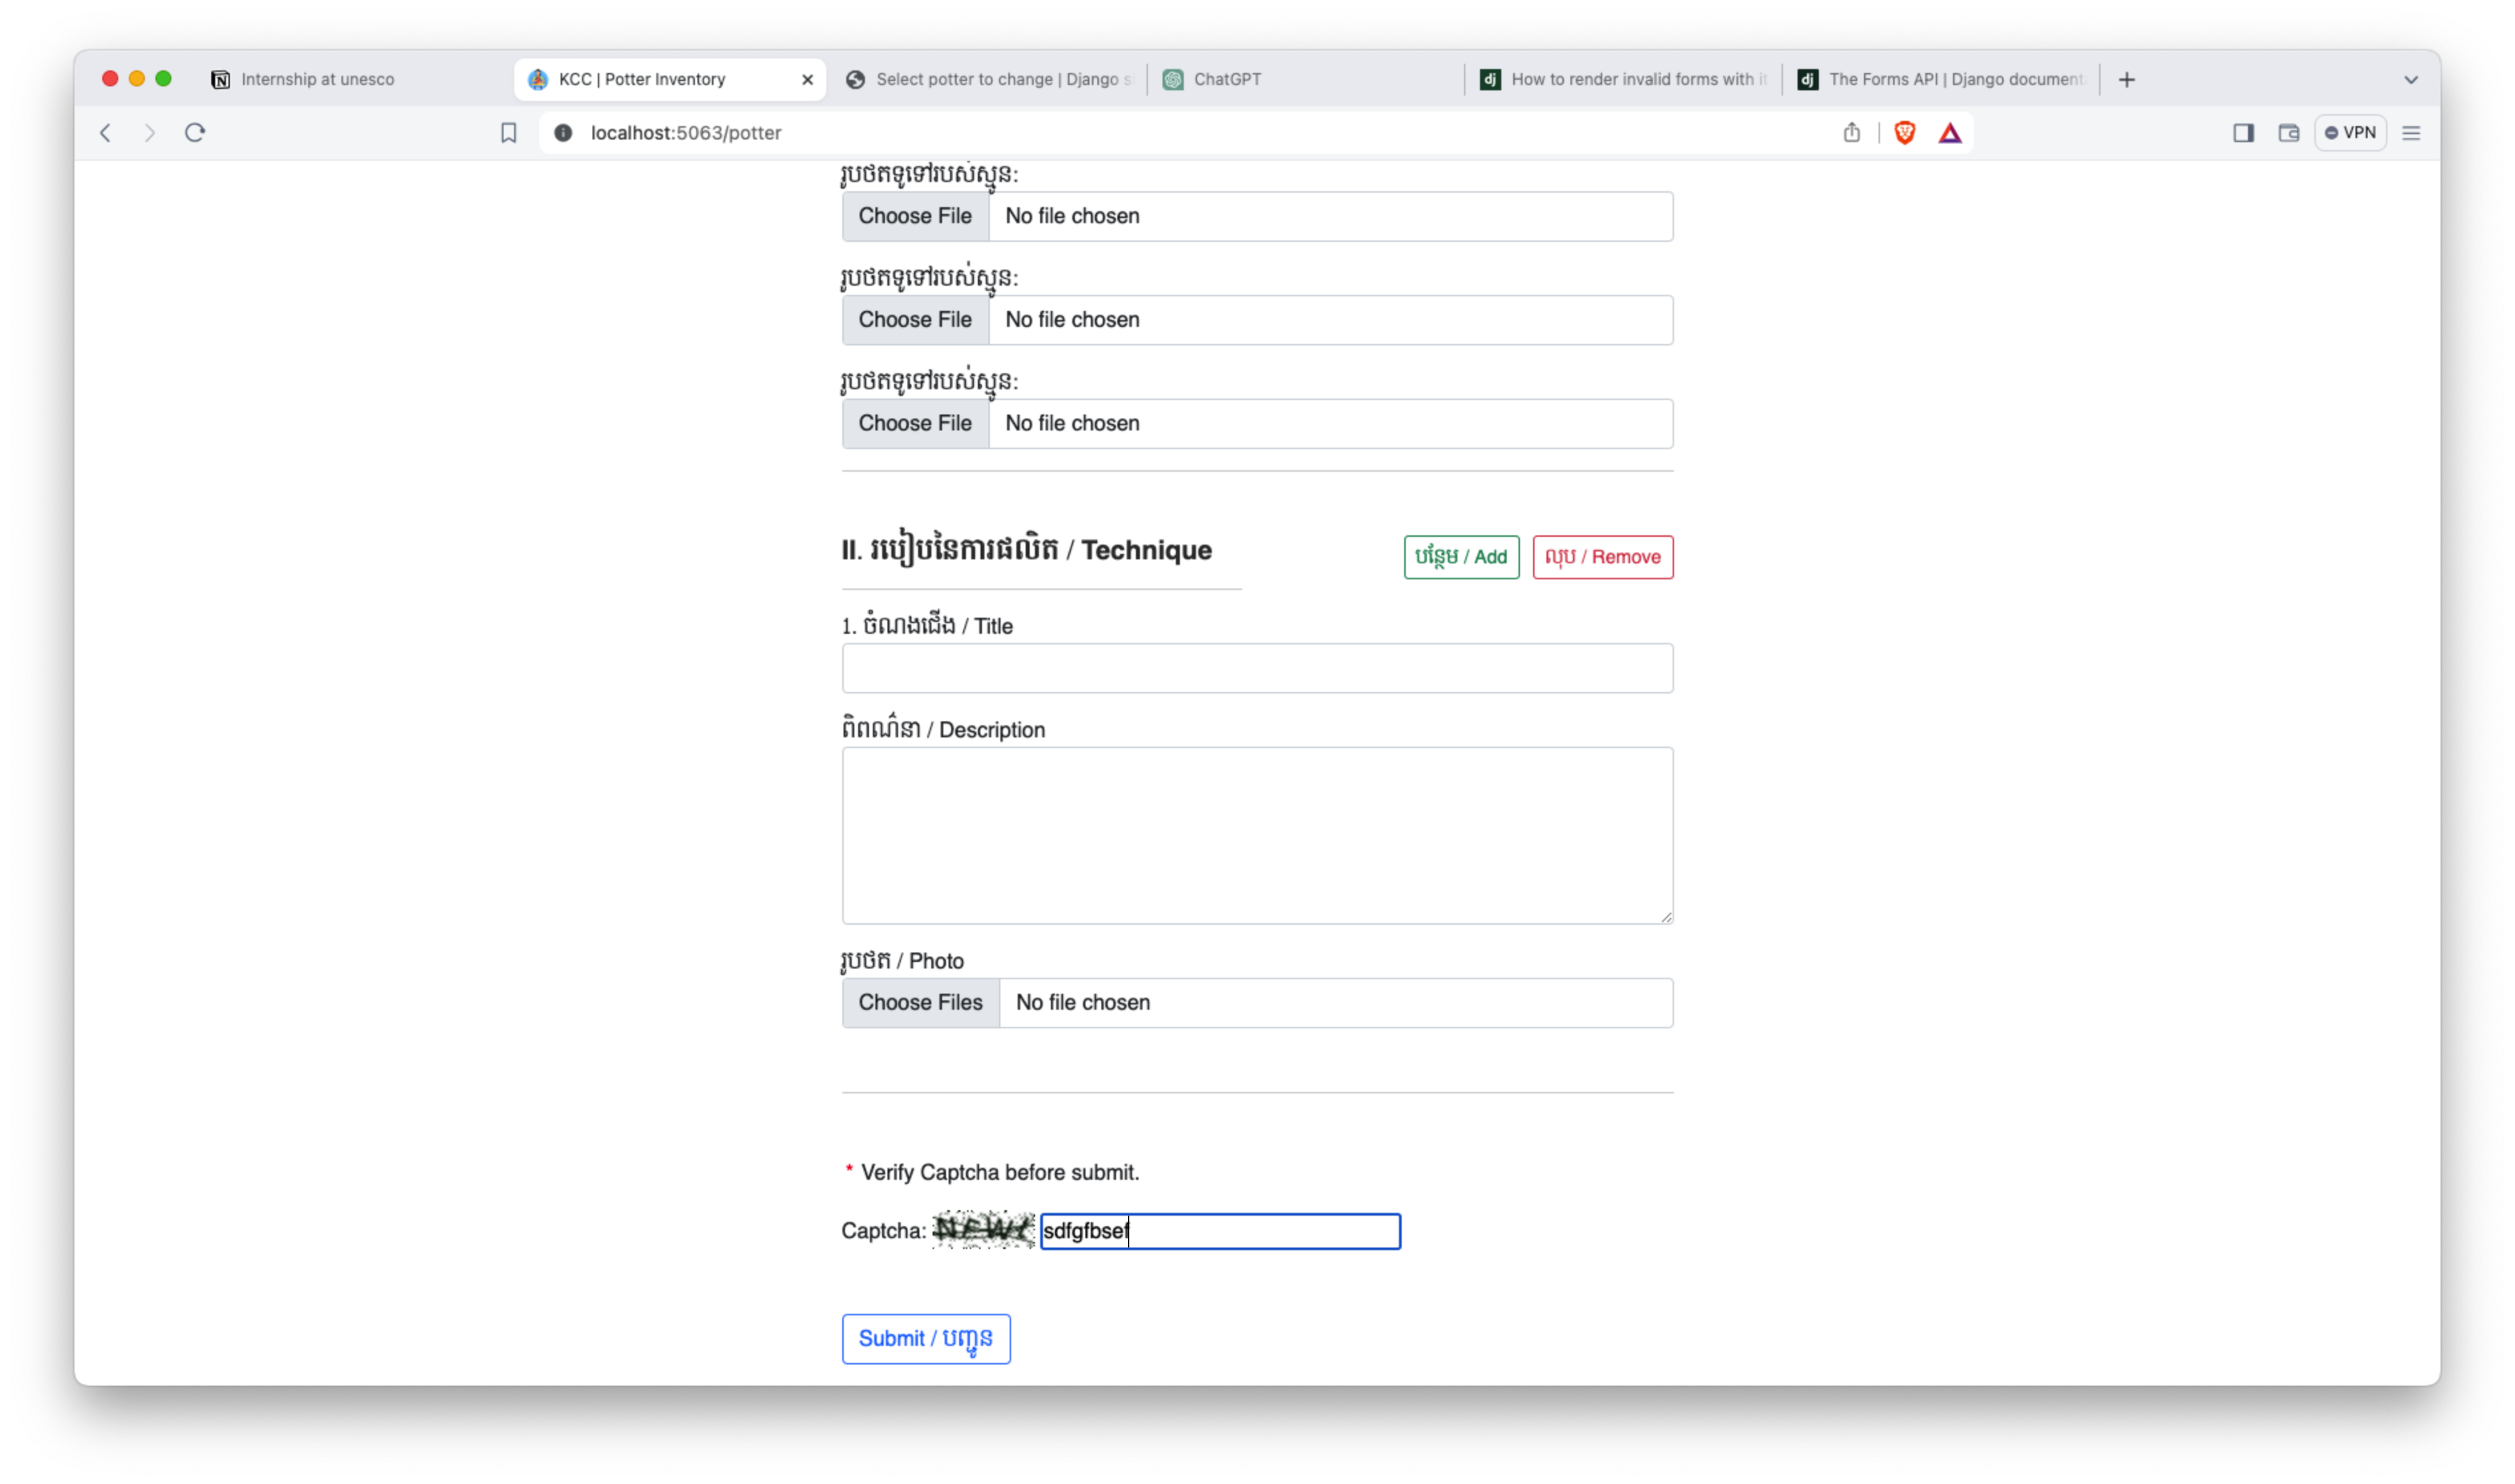 Internship at unesco
KCC | Potter Inventory
Select potter to change | Django s
ChatGPT
How to render invalid forms with it
The Forms API | Django document
localhost:5063/potter
VPN
រូបថតទូទៅរបស់ស្មូន:
Choose File No file chosen
រូបថតទូទៅរបស់ស្មូន:
Choose File No file chosen
រូបថតទូទៅរបស់ស្មូន:
Choose File No file chosen
II. របៀបនៃការផលិត / Technique
បន្ថែម / Add
លុប / Remove
1. ចំណងជើង / Title
ពិពណ៌នា / Description
រូបថត / Photo
Choose Files No file chosen
* Verify Captcha before submit.
Captcha: sdfgfbsef
Submit / បញ្ជូន